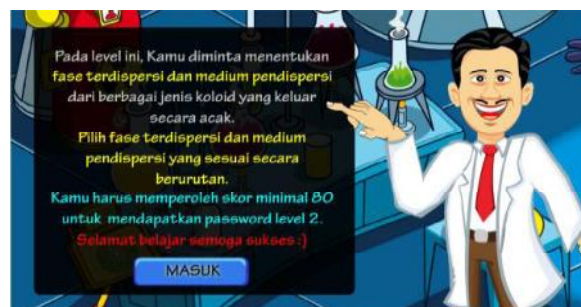 Pada level ini, Kamu diminta menentukan
fase terdispersi dan medium pendispersi
dari berbagai jenis koloid yang keluar
secara acak.
Pilih fase terdispersi dan medium
pendispersi yang sesuai secara
berurutan.
Kamu harus memperoleh skor minimal 80
untuk mendapatkan password level 2.
Selamat belajar semoga sukses :)
MASUK